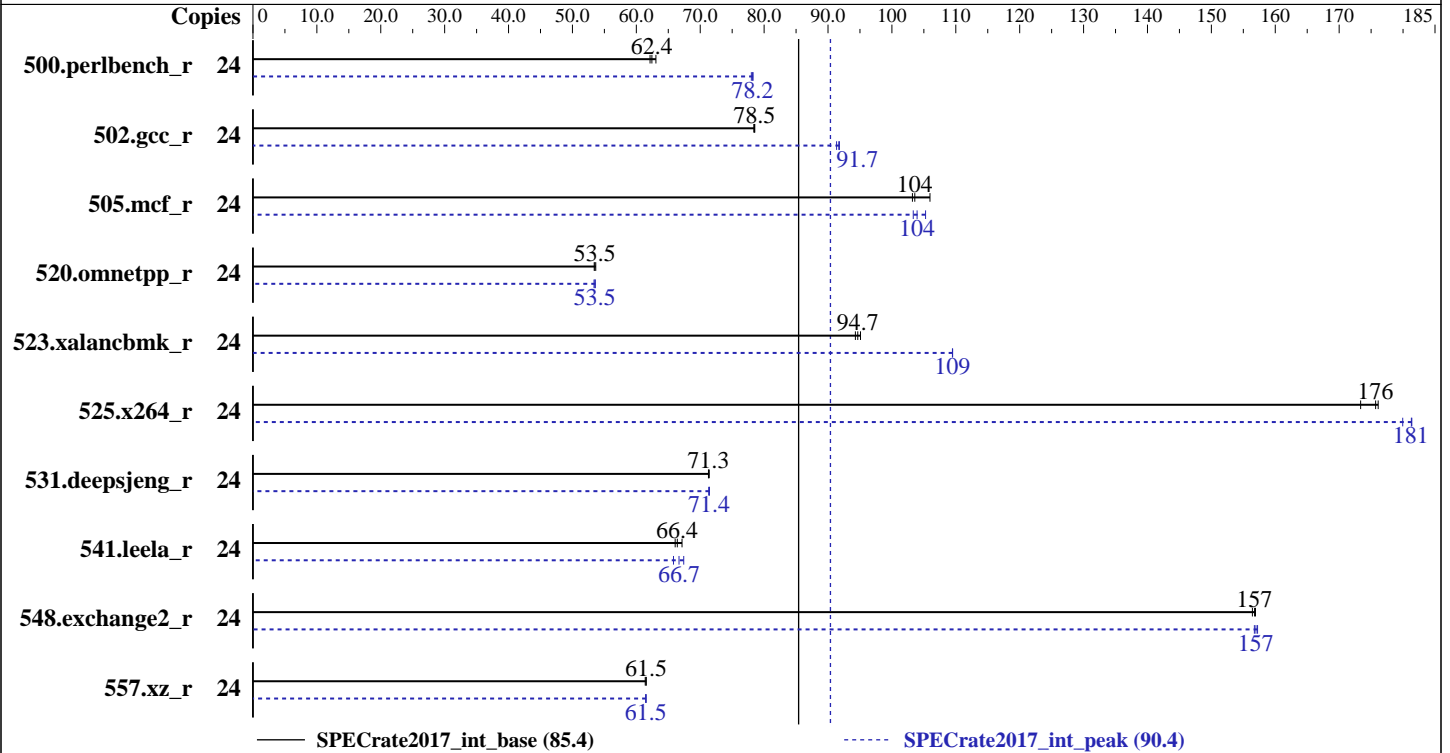 Copies 0 10.0 20.0 30.0 40.0 50.0 60.0 70.0 80.0 90.0 100 110 120 130 140 150 160 170 185
62.4
500.perlbench_r 24
78.2
78.5
502.gcc_r 24
91.7
104
505.mcf_r 24
104
53.5
520.omnetpp_r 24
53.5
94.7
523.xalancbmk_r 24
109
176
525.x264_r 24
181
71.3
531.deepsjeng_r 24
71.4
66.4
541.leela_r 24
66.7
157
548.exchange2_r 24
157
61.5
557.xz_r 24
61.5
SPECrate2017_int_base (85.4) SPECrate2017_int_peak (90.4)